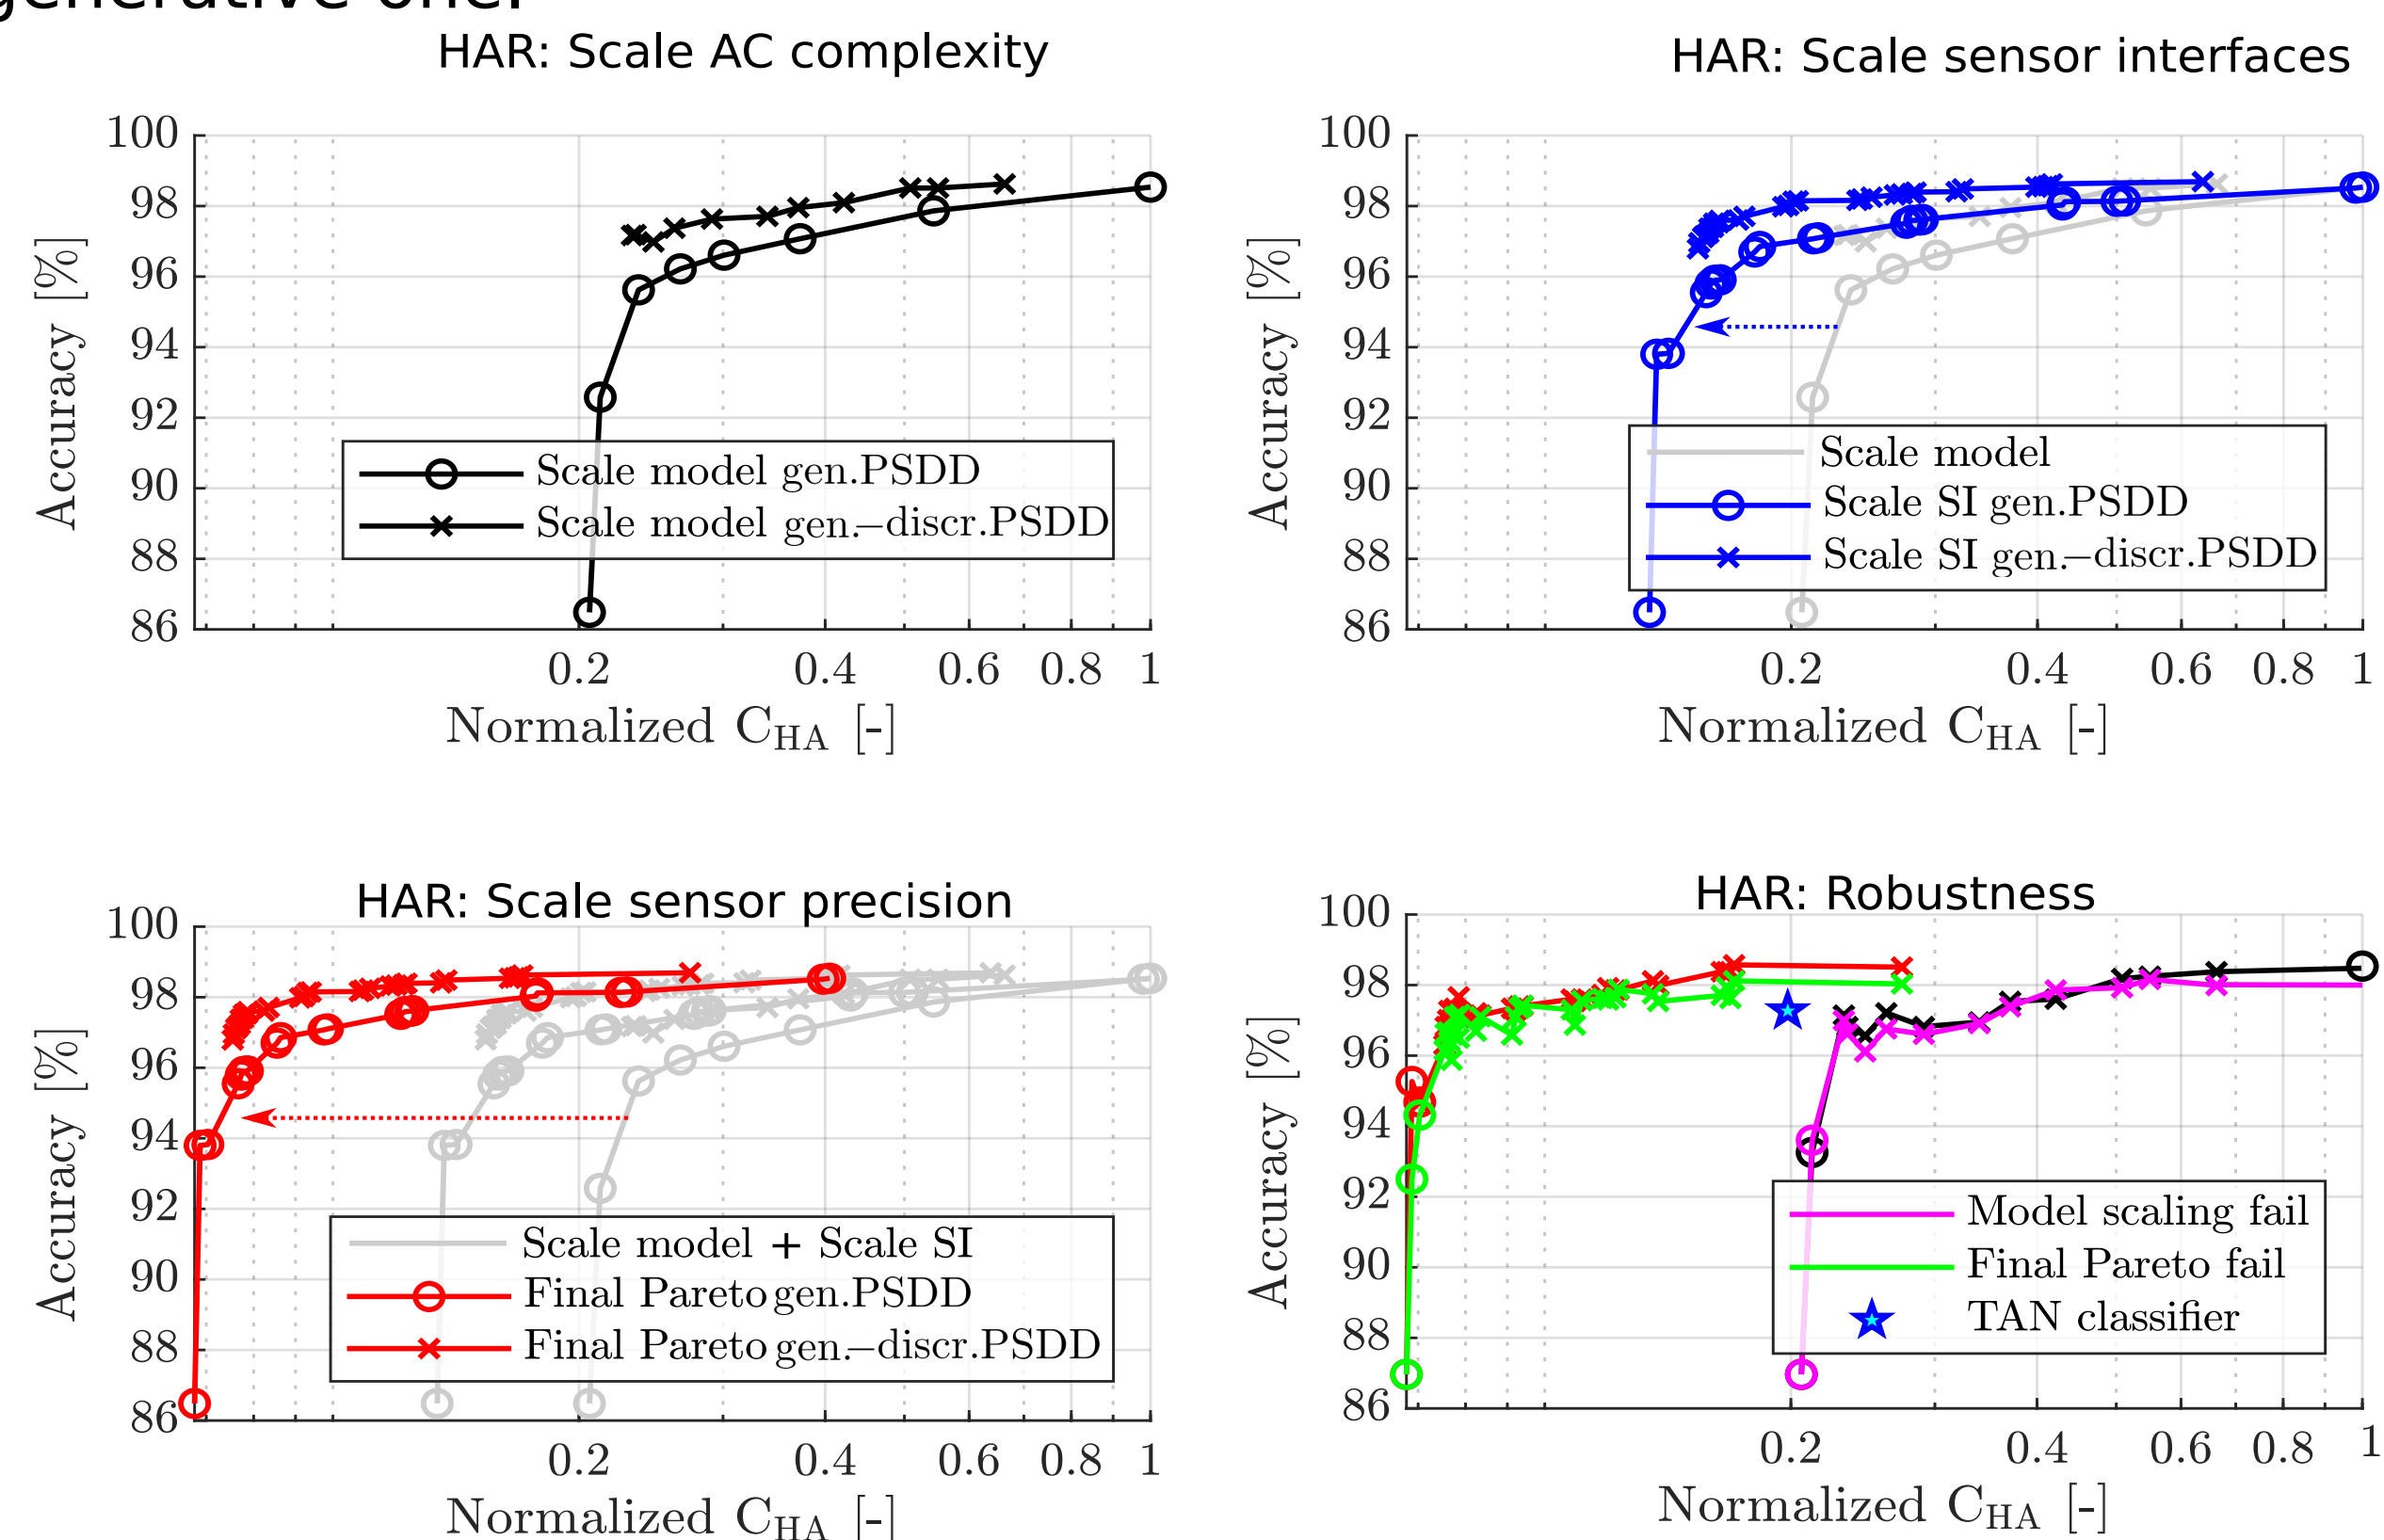 generative one.
HAR: Scale AC complexity
100
98
96
94
92
90
88
86
Accuracy [%]
Scale model gen.PSDD
Scale model gen.−discr.PSDD
0.2 0.4 0.6 0.8 1
Normalized C_HA [-]
HAR: Scale sensor interfaces
100
98
96
94
92
90
88
86
Accuracy [%]
Scale model
Scale SI gen.PSDD
Scale SI gen.−discr.PSDD
0.2 0.4 0.6 0.8 1
Normalized C_HA [-]
HAR: Scale sensor precision
100
98
96
94
92
90
88
86
Accuracy [%]
Scale model + Scale SI
Final Pareto gen.PSDD
Final Pareto gen.−discr.PSDD
0.2 0.4 0.6 0.8 1
Normalized C_HA [-]
HAR: Robustness
100
98
96
94
92
90
88
86
Accuracy [%]
Model scaling fail
Final Pareto fail
TAN classifier
0.2 0.4 0.6 0.8 1
Normalized C_HA [-]